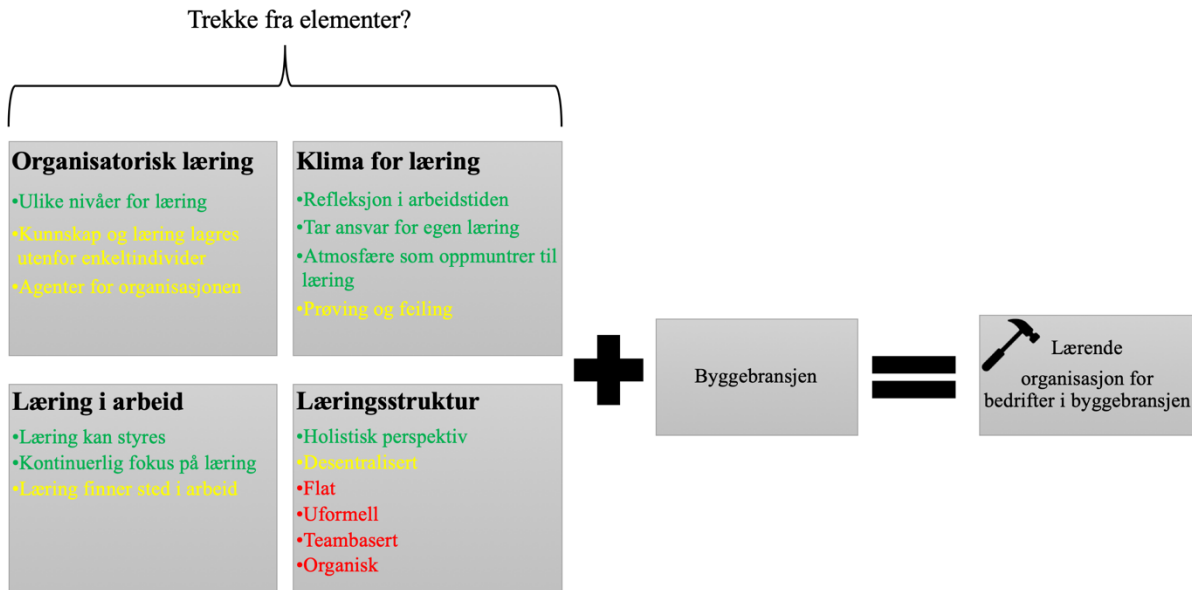 Trekke fra elementer?
Organisatorisk læring
•Ulike nivåer for læring
•Kunnskap og læring lagres
utenfor enkeltindivider
•Agenter for organisasjonen
Klima for læring
•Refleksjon i arbeidstiden
•Tar ansvar for egen læring
•Atmosfære som oppmuntrer til
læring
•Prøving og feiling
Læring i arbeid
•Læring kan styres
•Kontinuerlig fokus på læring
•Læring finner sted i arbeid
Læringsstruktur
•Holistisk perspektiv
•Desentralisert
•Flat
•Uformell
•Teambasert
•Organisk
Byggebransjen
Lærende
organisasjon for
bedrifter i byggebransjen